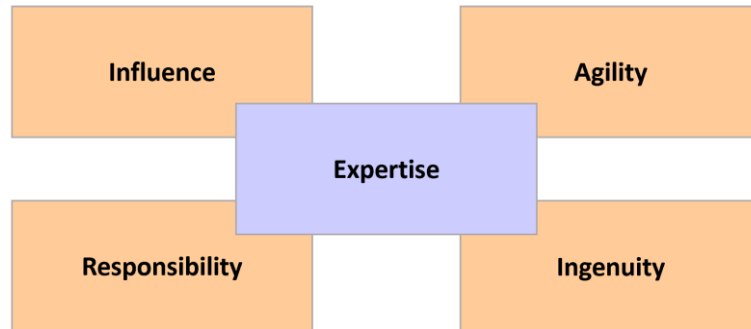 Influence
Agility
Expertise
Responsibility
Ingenuity